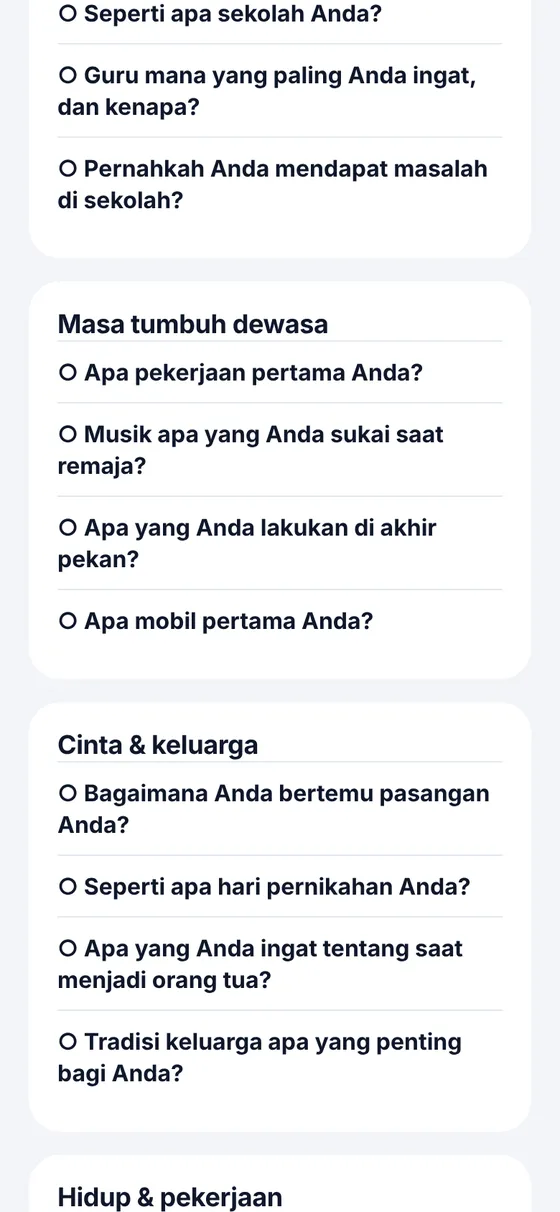 ○ Seperti apa sekolah Anda?
○ Guru mana yang paling Anda ingat,
dan kenapa?
○ Pernahkah Anda mendapat masalah
di sekolah?
Masa tumbuh dewasa
○ Apa pekerjaan pertama Anda?
○ Musik apa yang Anda sukai saat
remaja?
○ Apa yang Anda lakukan di akhir
pekan?
○ Apa mobil pertama Anda?
Cinta & keluarga
○ Bagaimana Anda bertemu pasangan
Anda?
○ Seperti apa hari pernikahan Anda?
○ Apa yang Anda ingat tentang saat
menjadi orang tua?
○ Tradisi keluarga apa yang penting
bagi Anda?
Hidup & pekerjaan